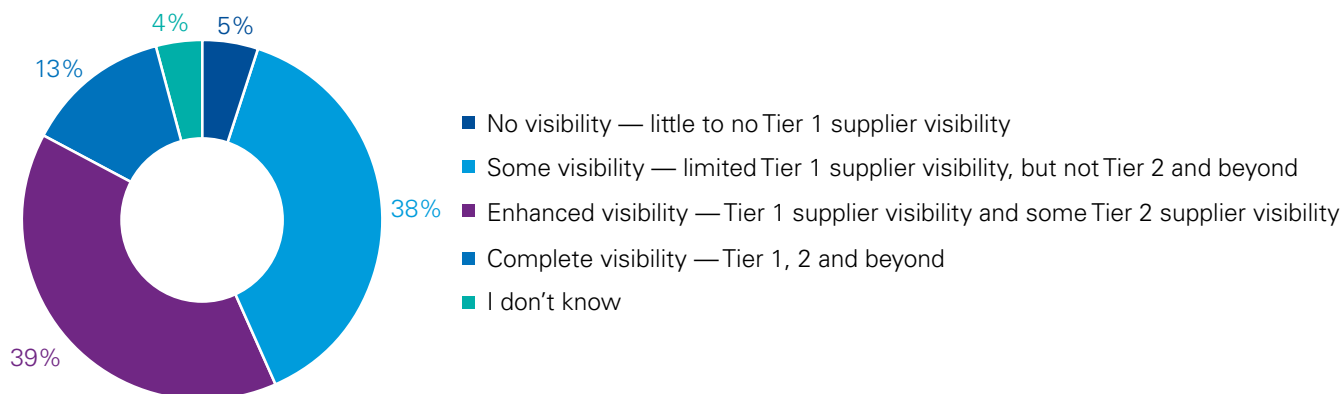 4%
5%
13%
38%
39%
No visibility — little to no Tier 1 supplier visibility
Some visibility — limited Tier 1 supplier visibility, but not Tier 2 and beyond
Enhanced visibility — Tier 1 supplier visibility and some Tier 2 supplier visibility
Complete visibility — Tier 1, 2 and beyond
I don’t know